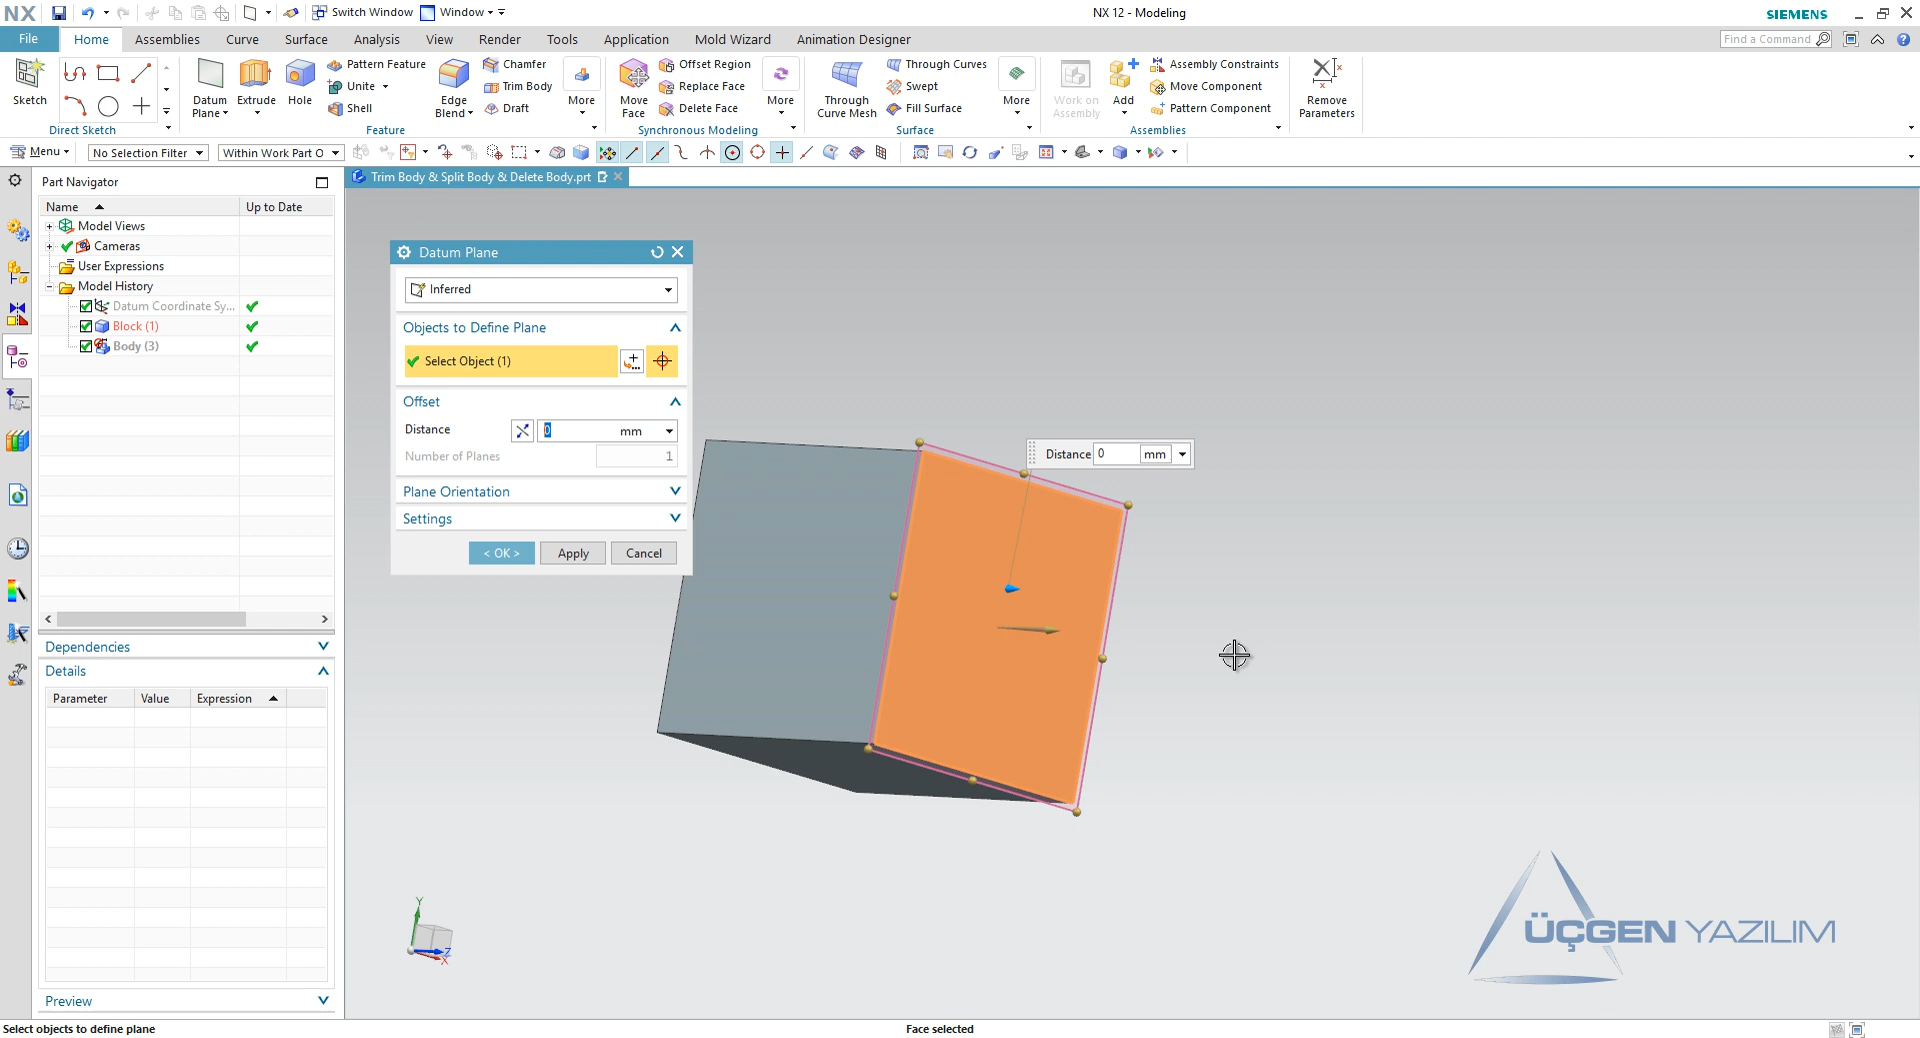 NX
Switch Window
Window
NX 12 - Modeling
SIEMENS
File
Home
Assemblies
Curve
Surface
Analysis
View
Render
Tools
Application
Mold Wizard
Animation Designer
Find a Command
Sketch
Datum Plane
Extrude
Hole
Pattern Feature
Unite
Shell
Edge Blend
Chamfer
Trim Body
Draft
More
Move Face
Offset Region
Replace Face
Delete Face
More
Through Curve Mesh
Through Curves
Swept
Fill Surface
More
Work on Assembly
Add
Assembly Constraints
Move Component
Pattern Component
Remove Parameters
Direct Sketch
Feature
Synchronous Modeling
Surface
Assemblies
Menu
No Selection Filter
Within Work Part O
Part Navigator
Trim Body & Split Body & Delete Body.prt
Name
Up to Date
Model Views
Cameras
User Expressions
Model History
Datum Coordinate Sy...
Block (1)
Body (3)
Datum Plane
Inferred
Objects to Define Plane
Select Object (1)
Offset
Distance
0
mm
Number of Planes
1
Plane Orientation
Settings
< OK >
Apply
Cancel
Distance
0
mm
Dependencies
Details
Parameter
Value
Expression
Preview
Y
Z
X
ÜÇGEN YAZILIM
Select objects to define plane
Face selected